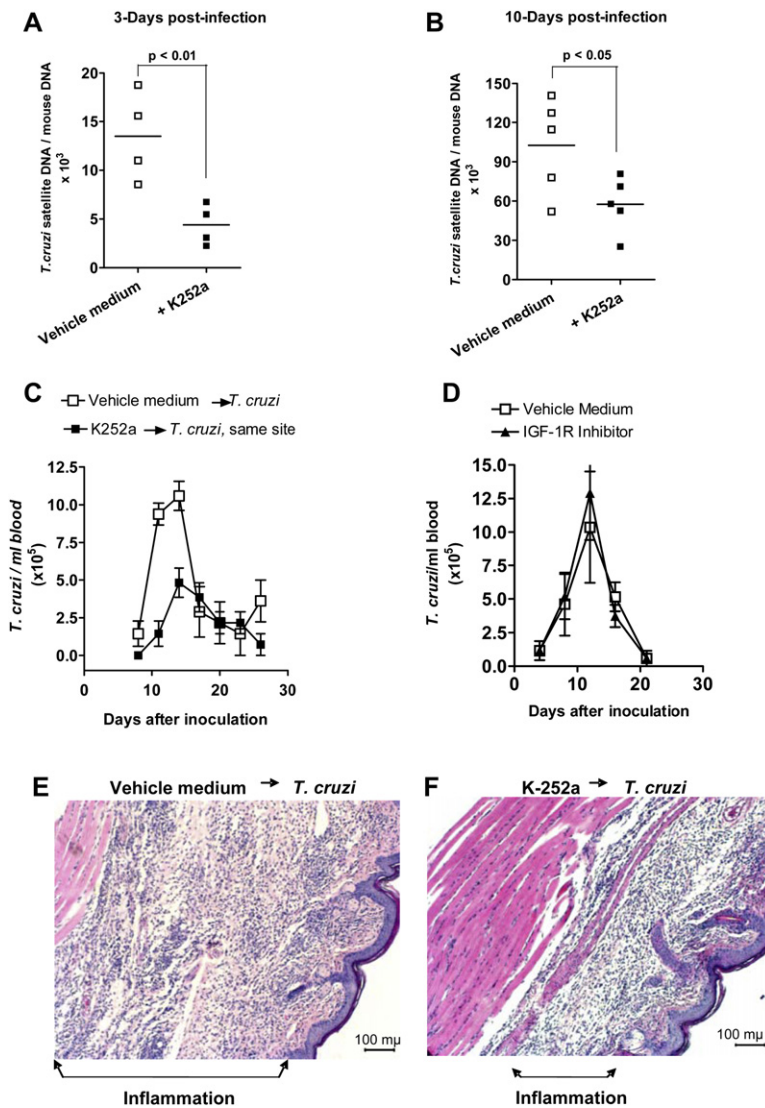 A
3-Days post-infection
p < 0.01
T.cruzi satellite DNA / mouse DNA
x 10³
20
15
10
5
0
Vehicle medium
+ K252a
B
10-Days post-infection
p < 0.05
T.cruzi satellite DNA / mouse DNA
x 10³
150
120
90
60
30
0
Vehicle medium
+ K252a
C
Vehicle medium → T. cruzi
K252a → T. cruzi, same site
T. cruzi / ml blood
(x10⁵)
12.5
10.0
7.5
5.0
2.5
0.0
0 10 20 30
Days after inoculation
D
Vehicle Medium
IGF-1R Inhibitor
T. cruzi/ml blood
(x10⁵)
15.0
12.5
10.0
7.5
5.0
2.5
0.0
0 10 20 30
Days after inoculation
E
Vehicle medium → T. cruzi
100 mµ
Inflammation
F
K-252a → T. cruzi
100 mµ
Inflammation